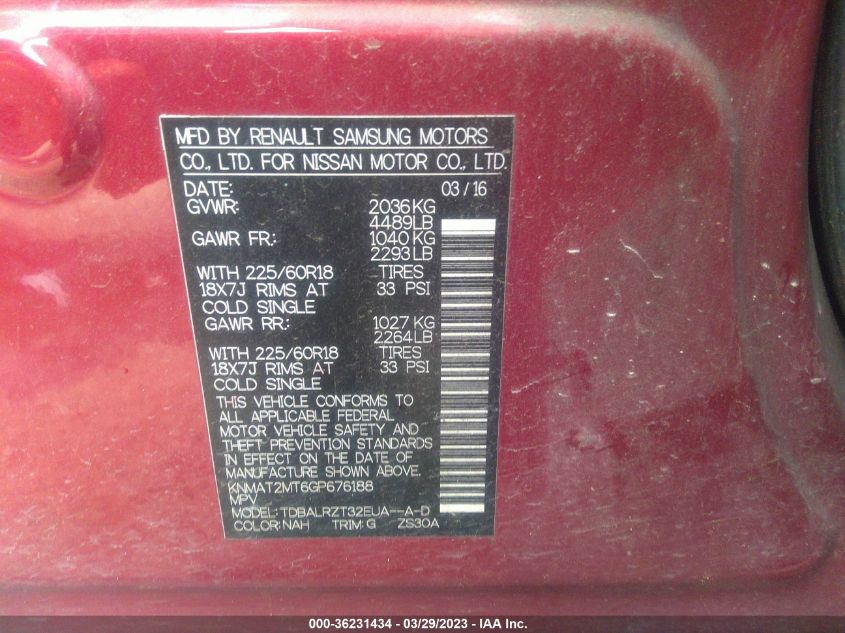 MFD BY RENAULT SAMSUNG MOTORS
CO., LTD. FOR NISSAN MOTOR CO., LTD.
DATE: 03 / 16
GVWR: 2036KG
4489LB
GAWR FR: 1040 KG
2293LB
WITH 225/60R18 TIRES
18X7J RIMS AT 33 PSI
COLD SINGLE
GAWR RR: 1027 KG
2264LB
WITH 225/60R18 TIRES
18X7J RIMS AT 33 PSI
COLD SINGLE
THIS VEHICLE CONFORMS TO
ALL APPLICABLE FEDERAL
MOTOR VEHICLE SAFETY AND
THEFT PREVENTION STANDARDS
IN EFFECT ON THE DATE OF
MANUFACTURE SHOWN ABOVE.
KNMAT2MT6GP676188
MPV
MODEL: TDBALRZT32EUA--A-D
COLOR: NAH TRIM: G ZS30A
000-36231434 - 03/29/2023 - IAA Inc.